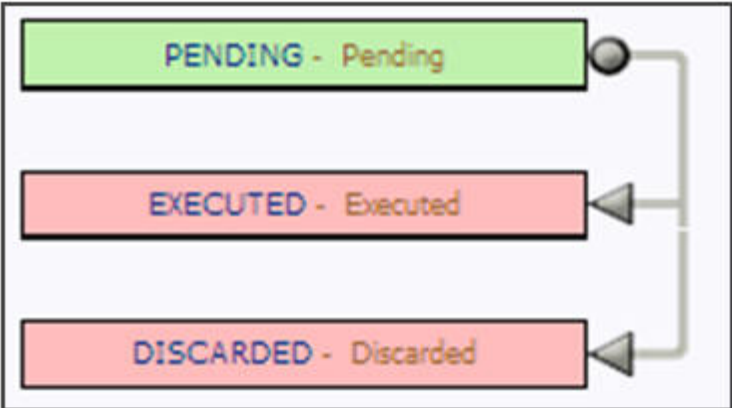 PENDING - Pending
EXECUTED - Executed
DISCARDED - Discarded